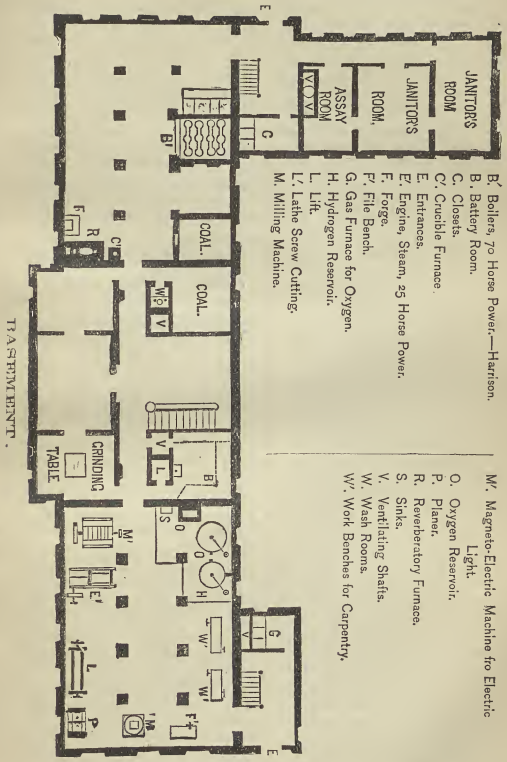 B'. Boilers, 70 Horse Power.—Harrison.
B. Battery Room.
C. Closets.
C'. Crucible Furnace.
E. Entrances.
E'. Engine, Steam, 25 Horse Power.
F. Forge.
F'. File Bench.
G. Gas Furnace for Oxygen.
H. Hydrogen Reservoir.
L. Lift.
L'. Lathe Screw Cutting.
M. Milling Machine.
M'. Magneto-Electric Machine fro Electric
Light.
O. Oxygen Reservoir.
P. Planer.
R. Reverberatory Furnace.
S. Sinks.
V. Ventilating Shafts.
W. Wash Rooms.
W'. Work Benches for Carpentry.
JANITOR'S
ROOM
JANITOR'S
ROOM.
ASSAY
ROOM
V
V
C
E
B'
COAL.
COAL.
W
V
F
R
C'
V
L
B
GRINDING
TABLE
S
O
O
H
M'
E'
W'
W'
L
P
M
F'
G
V
E
BASEMENT.